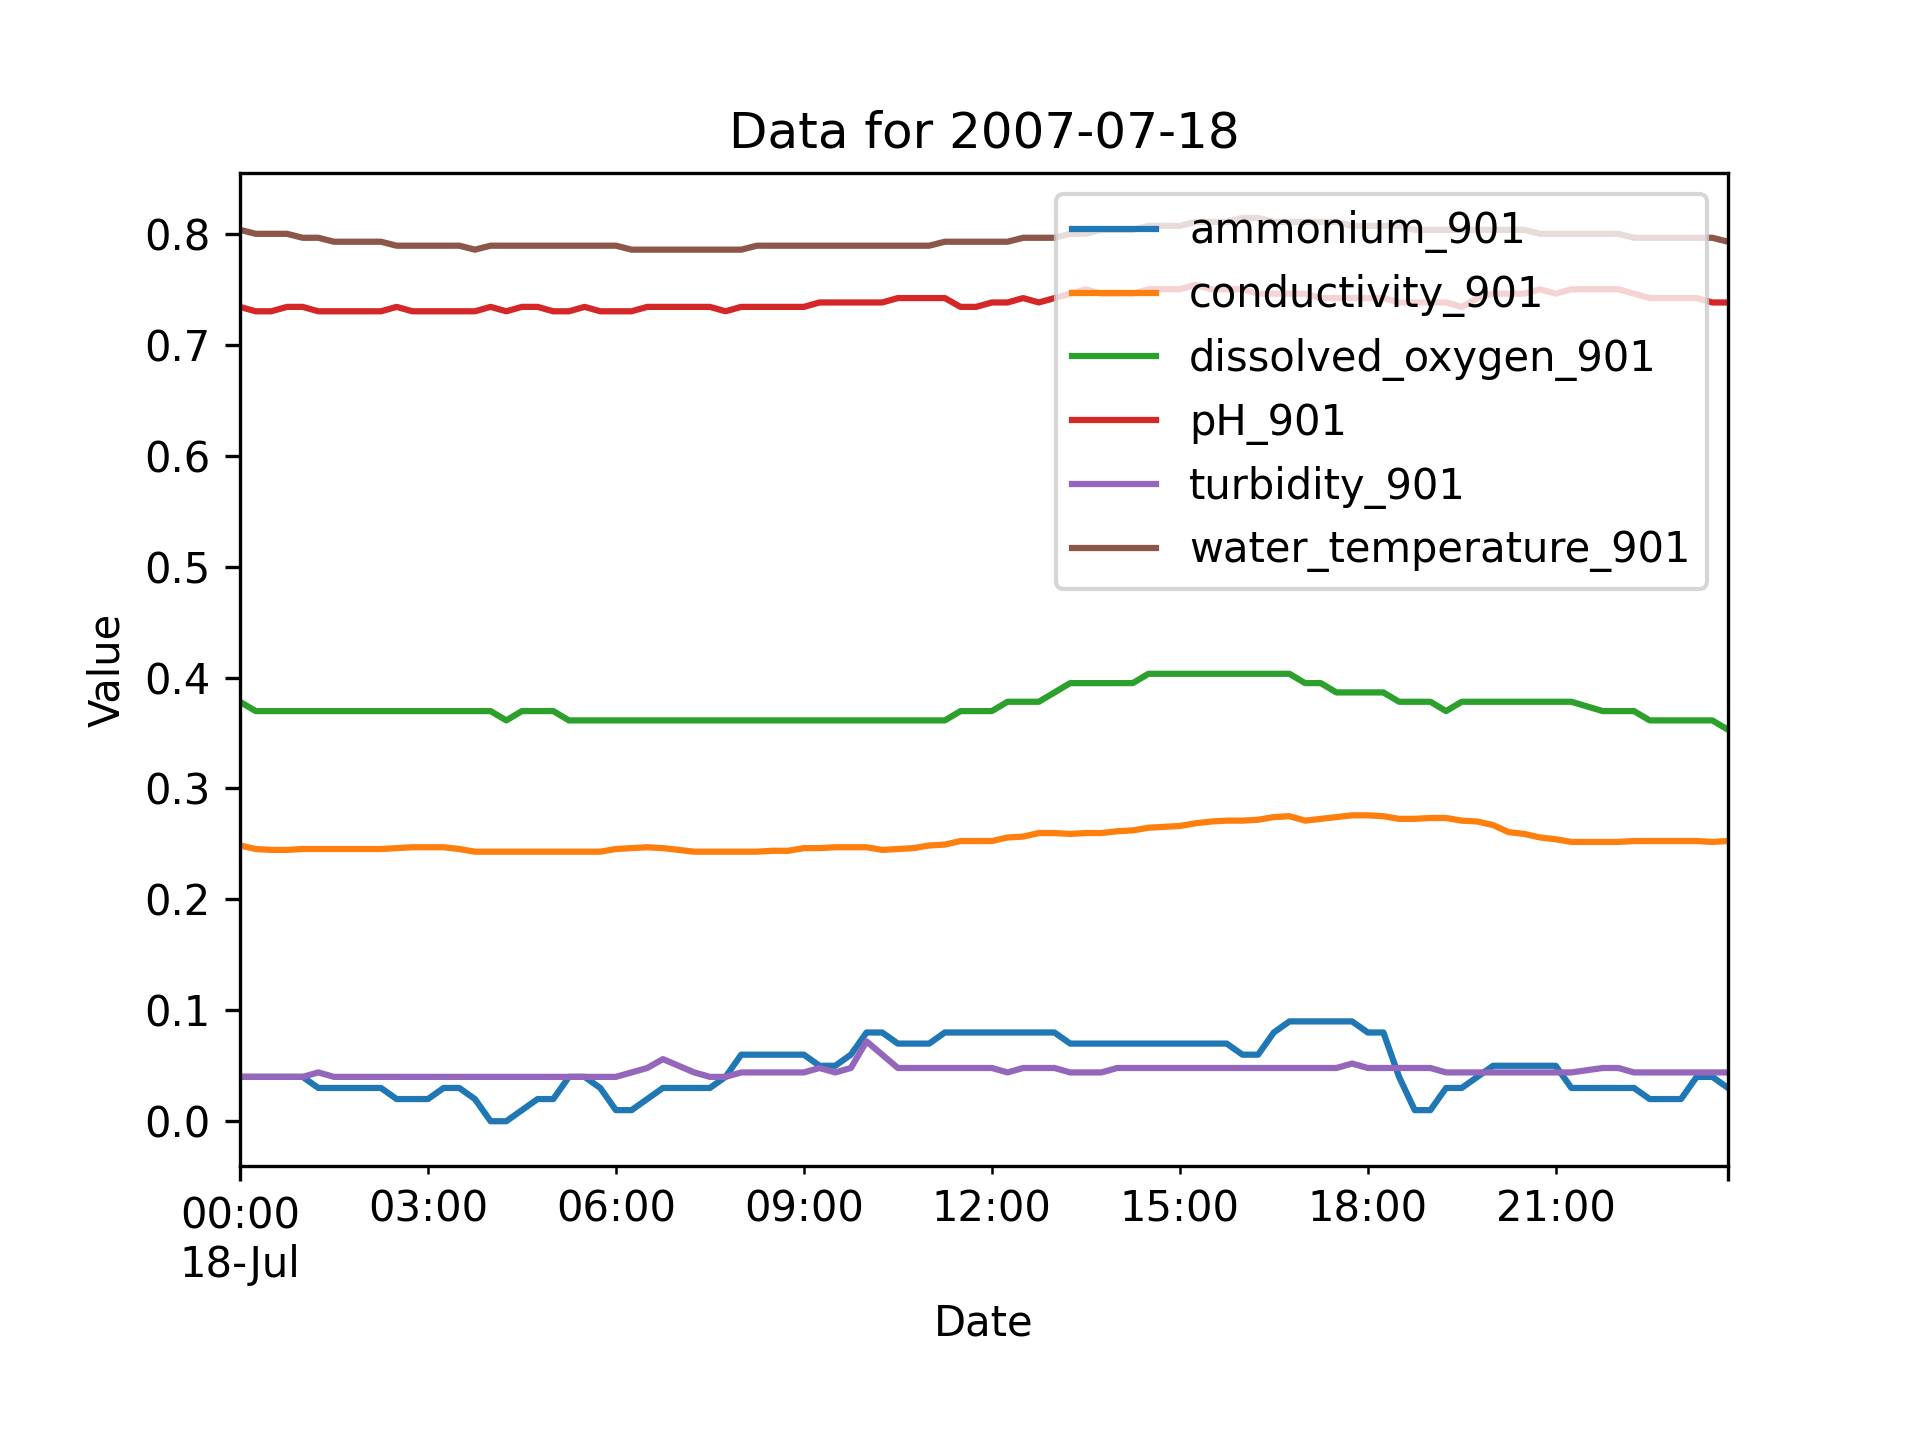 Data for 2007-07-18
ammonium_901
conductivity_901
dissolved_oxygen_901
pH_901
turbidity_901
water_temperature_901
Value
0.8
0.7
0.6
0.5
0.4
0.3
0.2
0.1
0.0
00:00 03:00 06:00 09:00 12:00 15:00 18:00 21:00
18-Jul
Date